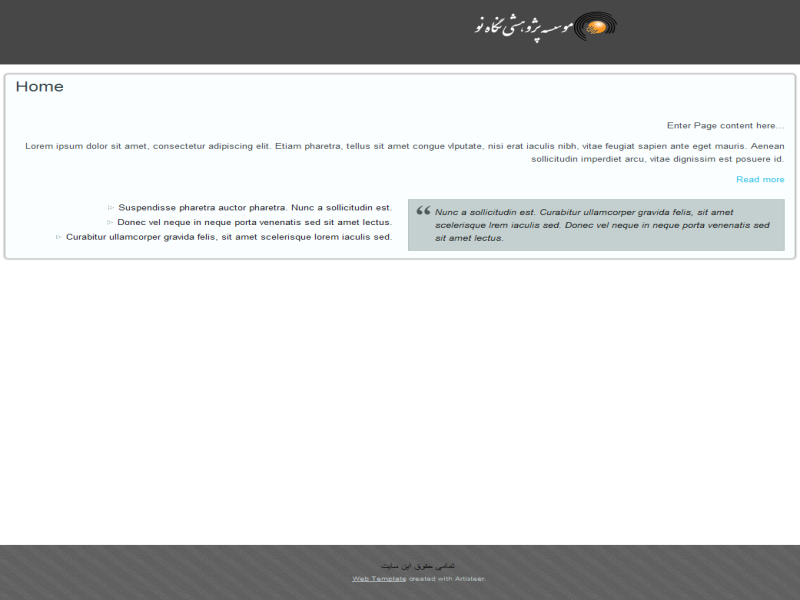 موسسه پژوهشی نگاه نو
Home
Enter Page content here...
Lorem ipsum dolor sit amet, consectetur adipiscing elit. Etiam pharetra, tellus sit amet congue vlputate, nisi erat iaculis nibh, vitae feugiat sapien ante eget mauris. Aenean
sollicitudin imperdiet arcu, vitae dignissim est posuere id.
Read more
Suspendisse pharetra auctor pharetra. Nunc a sollicitudin est.
Donec vel neque in neque porta venenatis sed sit amet lectus.
Curabitur ullamcorper gravida felis, sit amet scelerisque lorem iaculis sed.
“ Nunc a sollicitudin est. Curabitur ullamcorper gravida felis, sit amet
scelerisque lrem iaculis sed. Donec vel neque in neque porta venenatis sed
sit amet lectus.
تمامی حقوق این سایت
Web Template created with Artisteer.